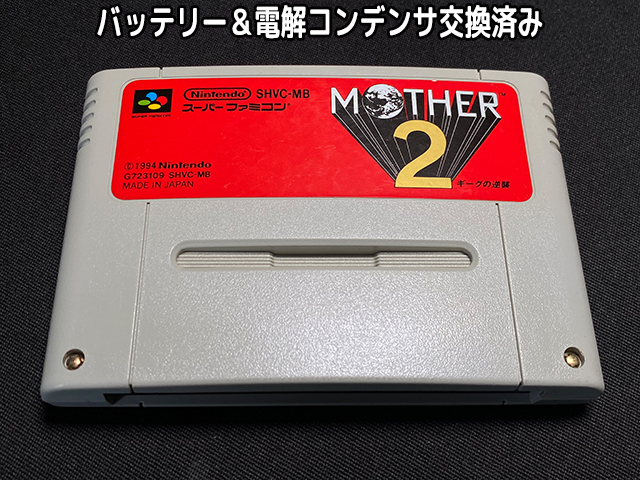 バッテリー＆電解コンデンサ交換済み
Nintendo SHVC-MB
スーパーファミコン
SUPER FAMICOM
MOTHER
2
ギーグの逆襲
©1994 Nintendo
G723109 SHVC-MB
MADE IN JAPAN